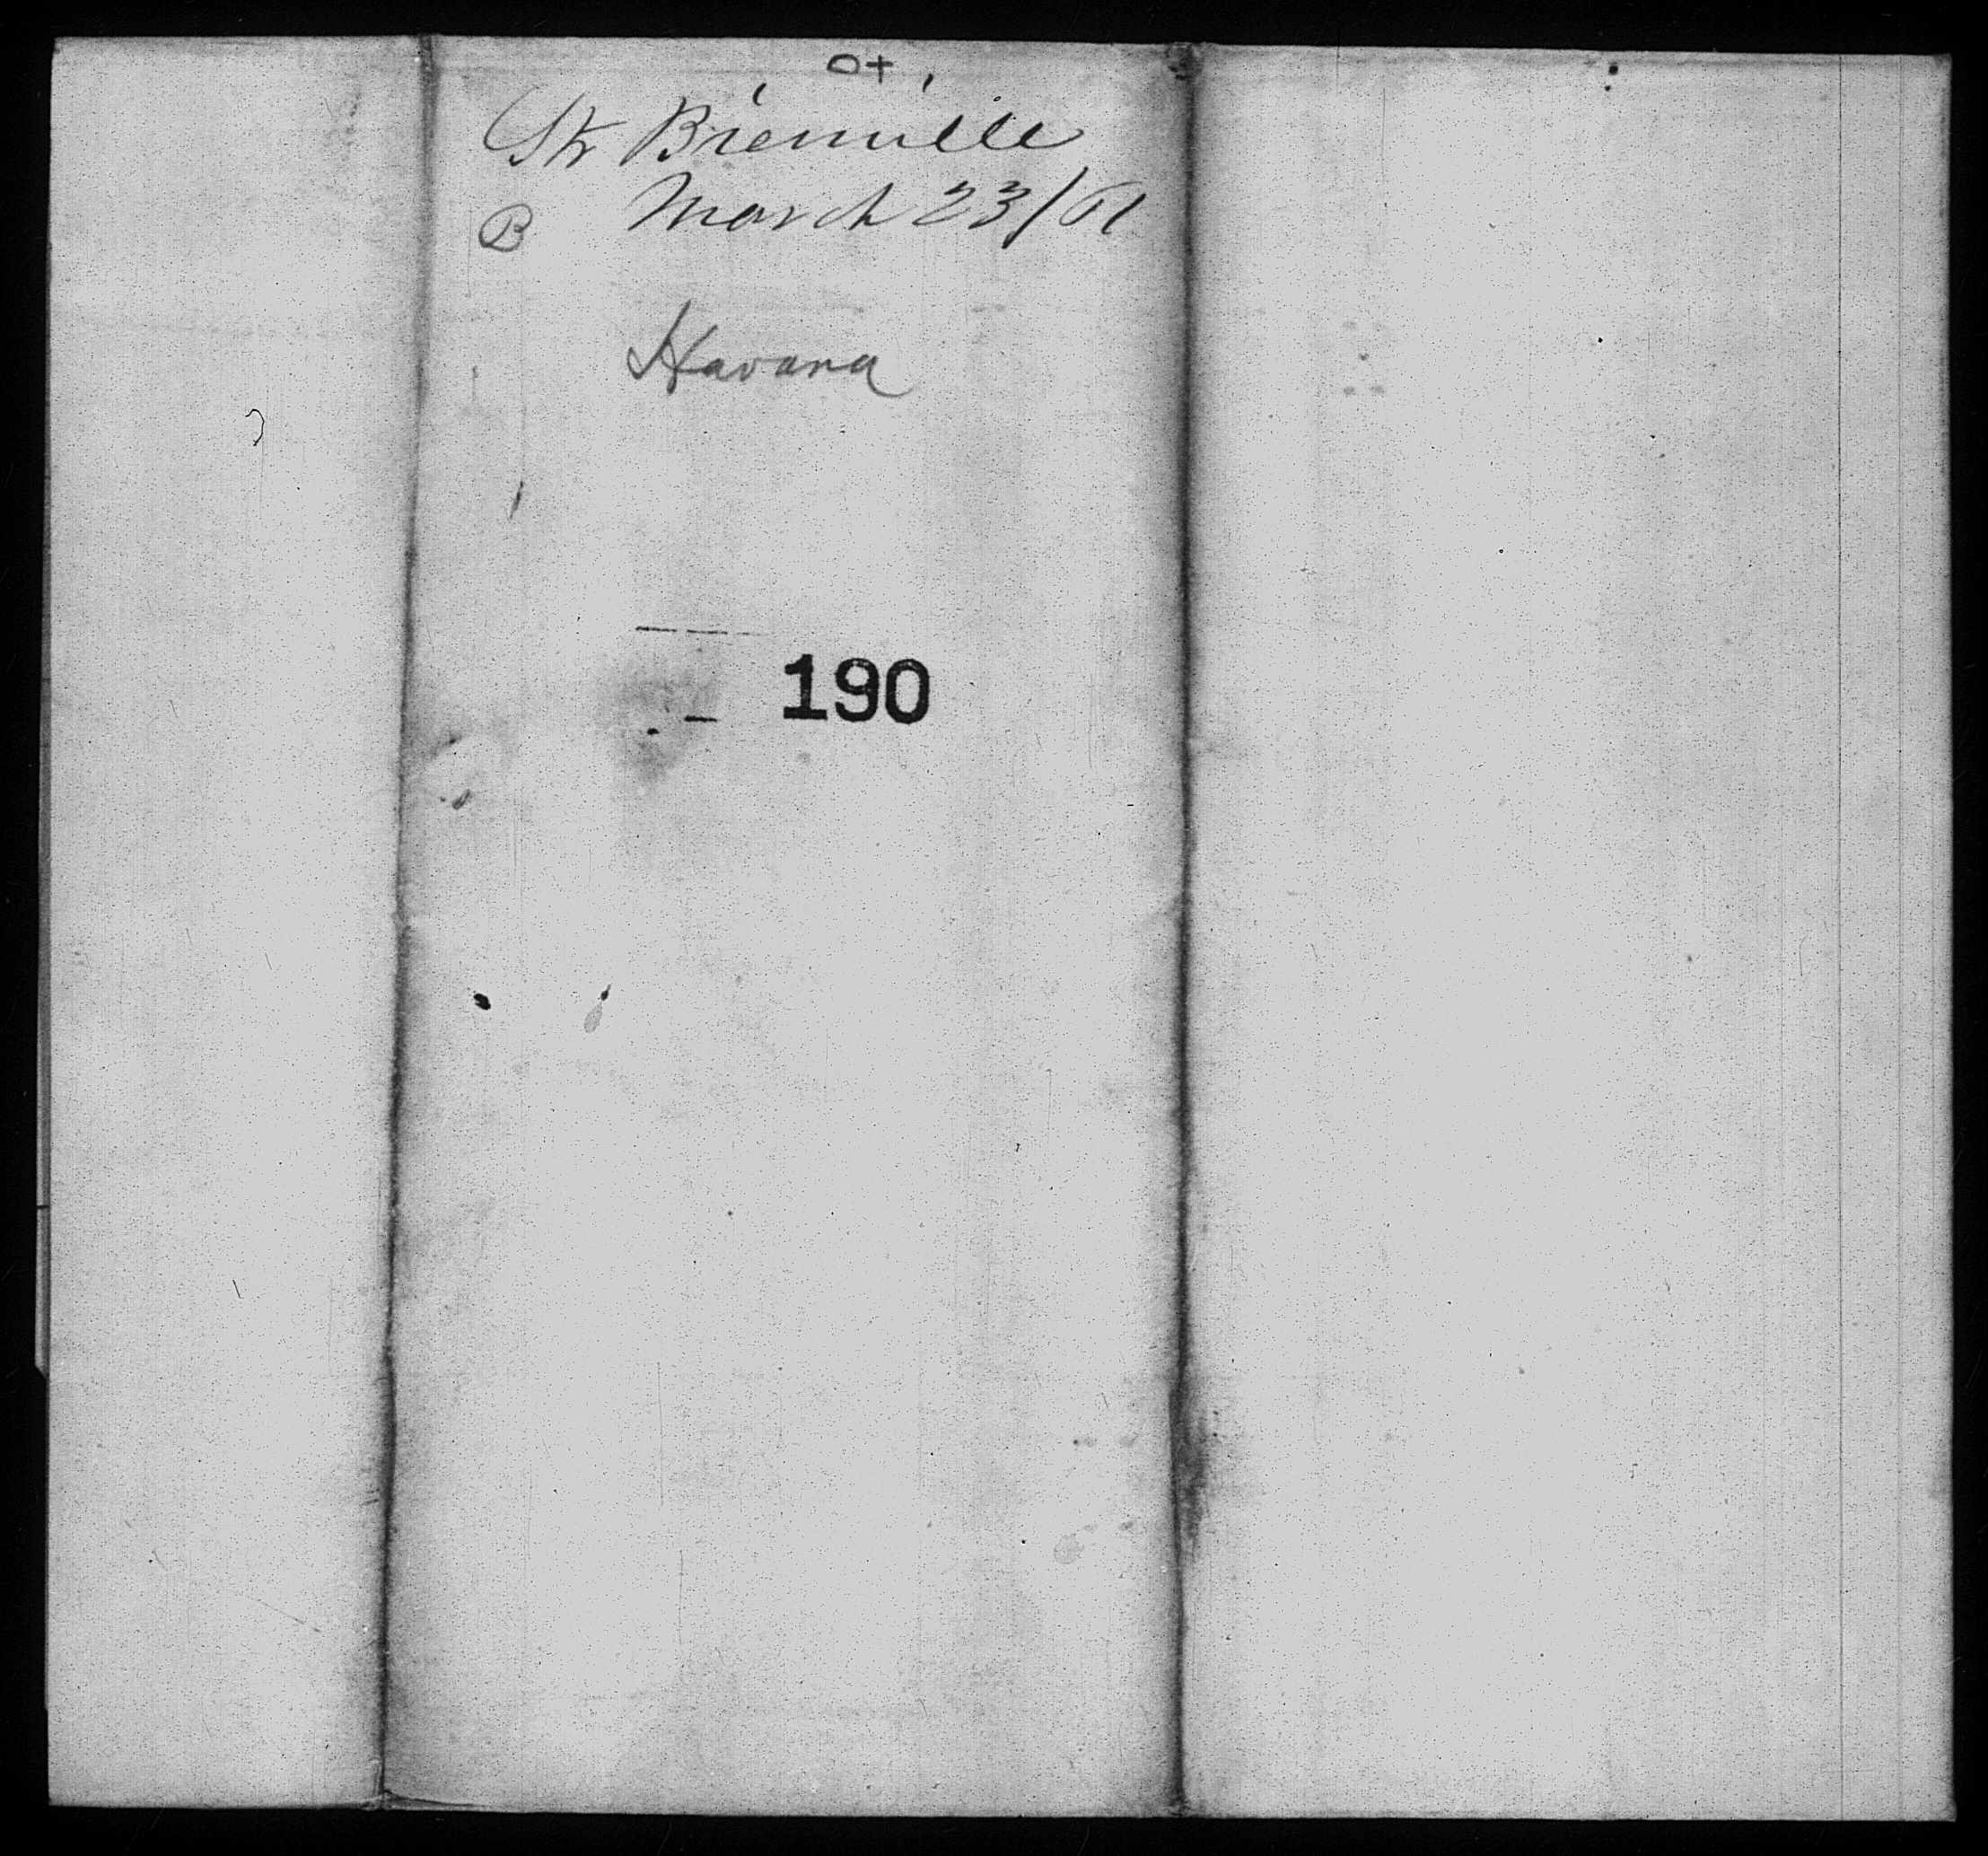 Str Bienville
March 23/61
B
Havana
190